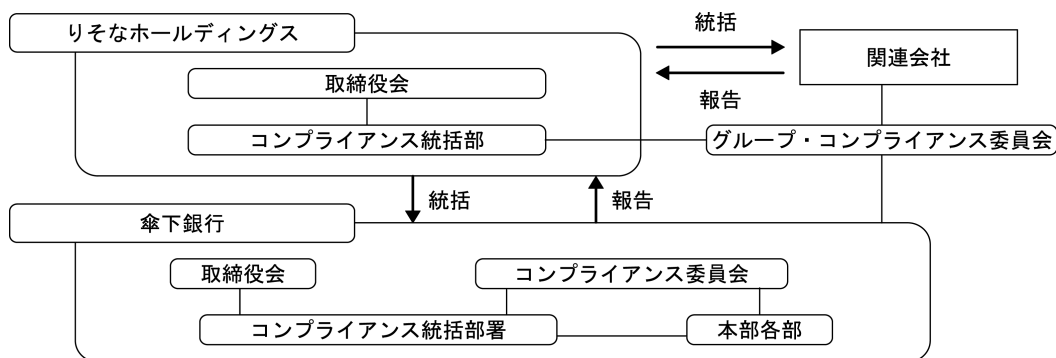 りそなホールディングス
統括
関連会社
取締役会
報告
コンプライアンス統括部
グループ・コンプライアンス委員会
統括
報告
傘下銀行
取締役会
コンプライアンス委員会
コンプライアンス統括部署
本部各部